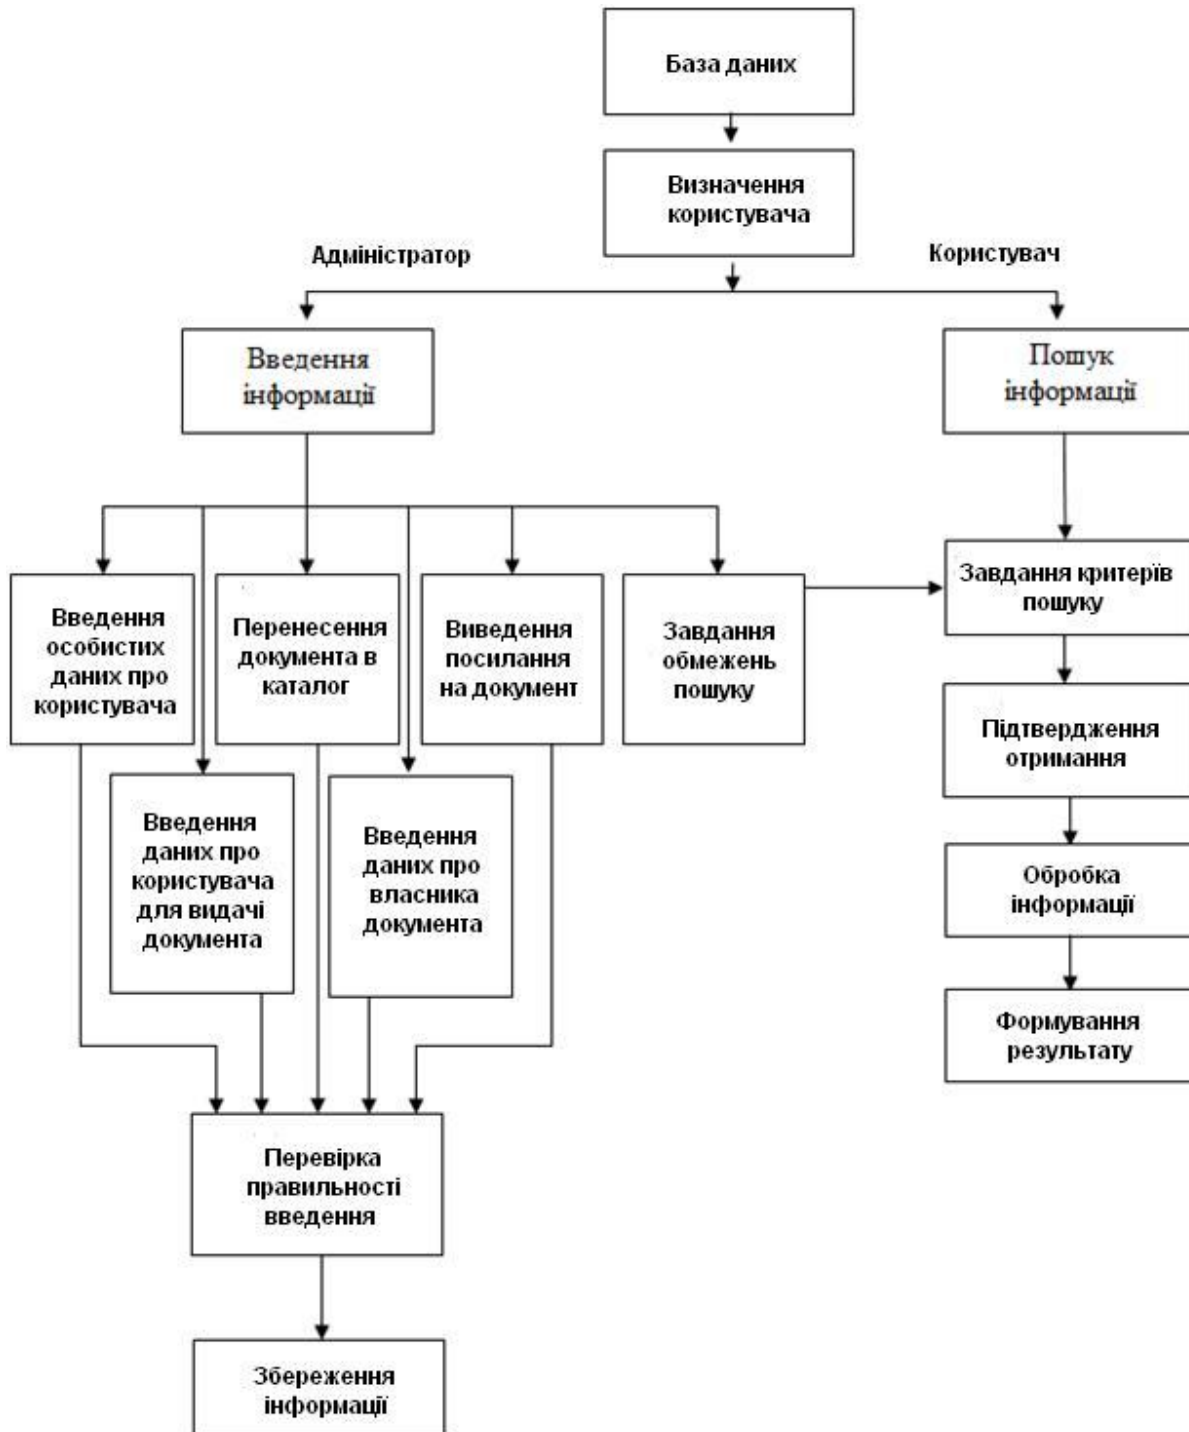 База даних
Визначення
користувача
Адміністратор
Користувач
Введення
інформації
Пошук
інформації
Введення
особистих
даних про
користувача
Перенесення
документа в
каталог
Виведення
посилання
на документ
Завдання
обмежень
пошуку
Завдання критерїв
пошуку
Підтвердження
отримання
Введення
даних про
користувача
для видачі
документа
Введення
даних про
власника
документа
Обробка
інформації
Формування
результату
Перевірка
правильності
введення
Збереження
інформації